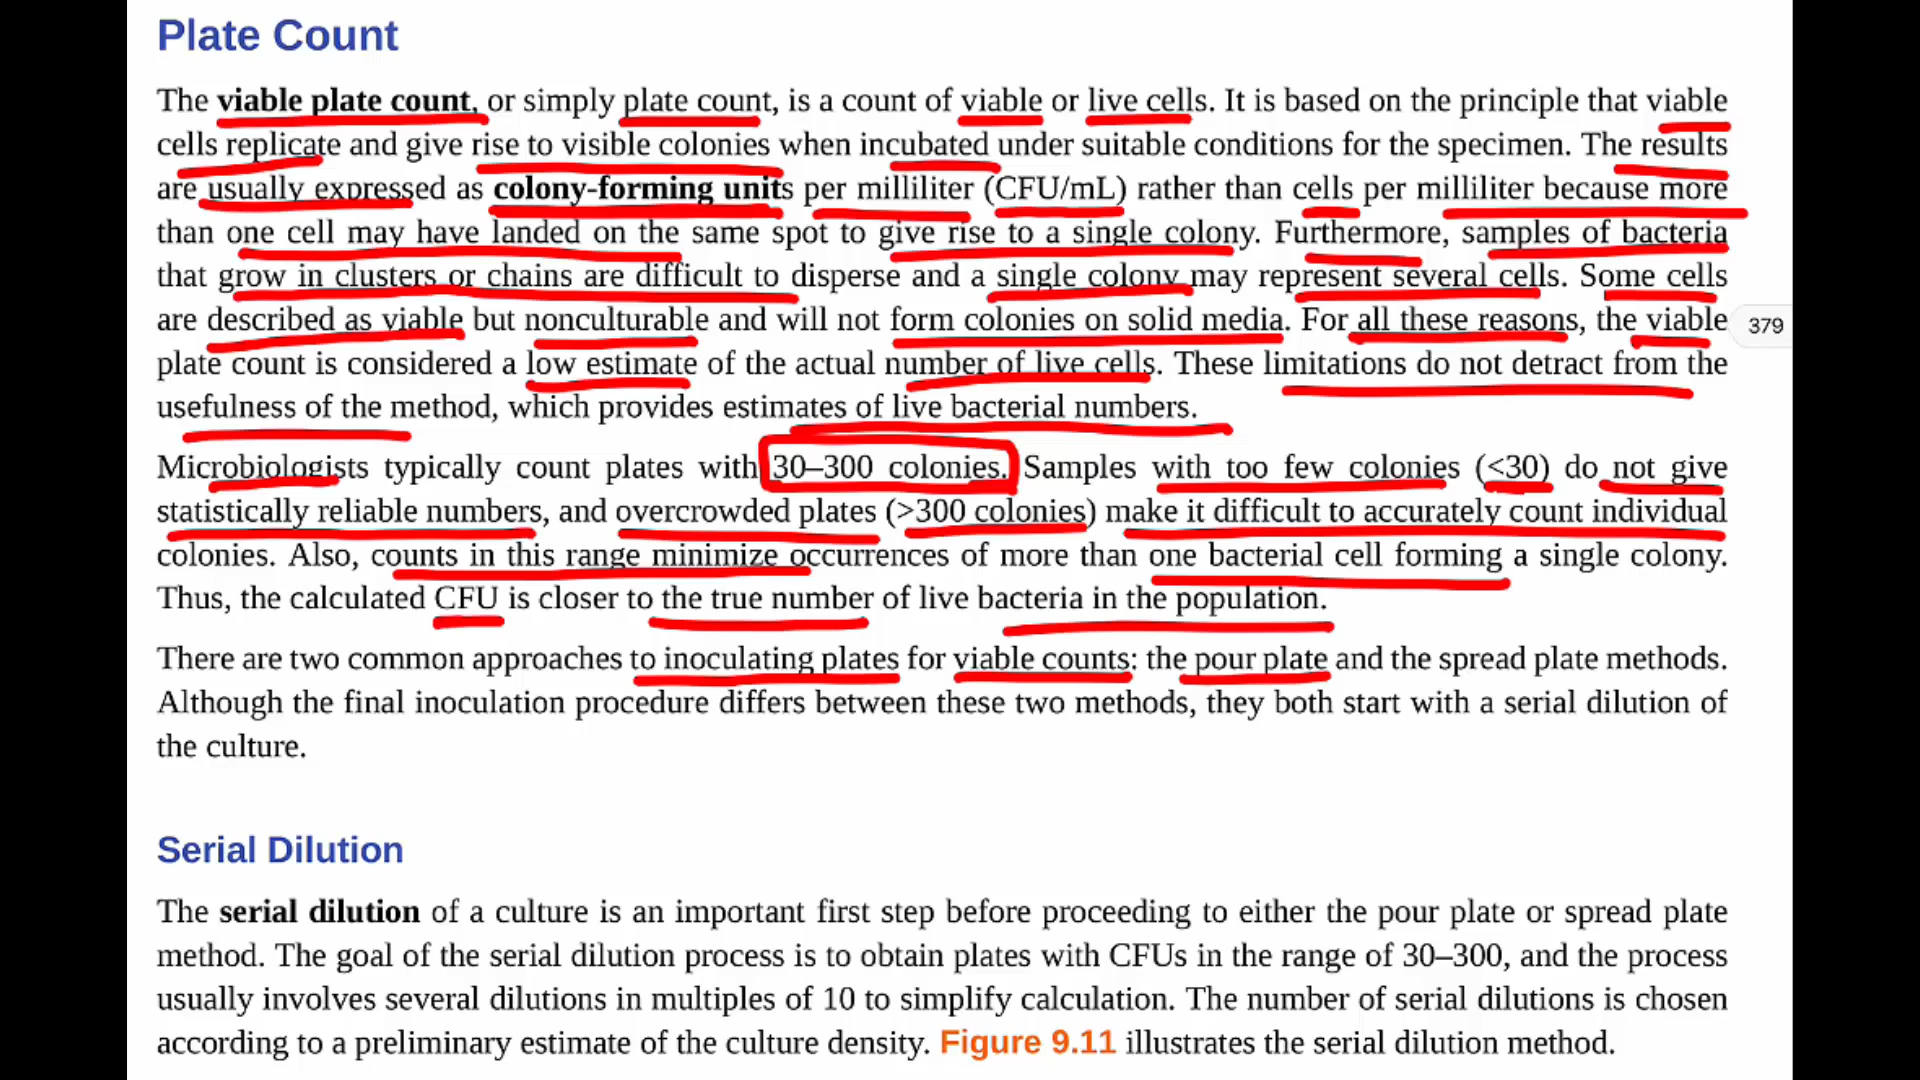 Plate Count
The viable plate count, or simply plate count, is a count of viable or live cells. It is based on the principle that viable
cells replicate and give rise to visible colonies when incubated under suitable conditions for the specimen. The results
are usually expressed as colony-forming units per milliliter (CFU/mL) rather than cells per milliliter because more
than one cell may have landed on the same spot to give rise to a single colony. Furthermore, samples of bacteria
that grow in clusters or chains are difficult to disperse and a single colony may represent several cells. Some cells
are described as viable but nonculturable and will not form colonies on solid media. For all these reasons, the viable
plate count is considered a low estimate of the actual number of live cells. These limitations do not detract from the
usefulness of the method, which provides estimates of live bacterial numbers.
Microbiologists typically count plates with 30–300 colonies. Samples with too few colonies (<30) do not give
statistically reliable numbers, and overcrowded plates (>300 colonies) make it difficult to accurately count individual
colonies. Also, counts in this range minimize occurrences of more than one bacterial cell forming a single colony.
Thus, the calculated CFU is closer to the true number of live bacteria in the population.
There are two common approaches to inoculating plates for viable counts: the pour plate and the spread plate methods.
Although the final inoculation procedure differs between these two methods, they both start with a serial dilution of
the culture.
Serial Dilution
The serial dilution of a culture is an important first step before proceeding to either the pour plate or spread plate
method. The goal of the serial dilution process is to obtain plates with CFUs in the range of 30–300, and the process
usually involves several dilutions in multiples of 10 to simplify calculation. The number of serial dilutions is chosen
according to a preliminary estimate of the culture density. Figure 9.11 illustrates the serial dilution method.
379